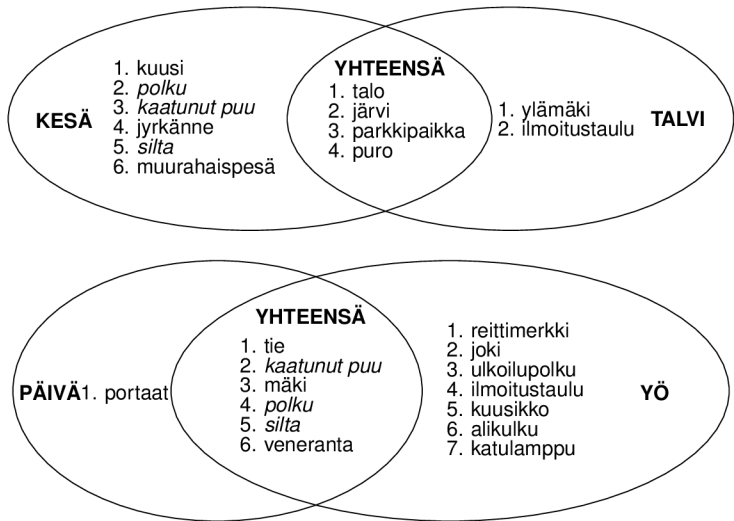 KESÄ
1. kuusi
2. polku
3. kaatunut puu
4. jyrkänne
5. silta
6. muurahaispesä
YHTEENSÄ
1. talo
2. järvi
3. parkkipaikka
4. puro
1. ylämäki
2. ilmoitustaulu
TALVI
PÄIVÄ
1. portaat
YHTEENSÄ
1. tie
2. kaatunut puu
3. mäki
4. polku
5. silta
6. veneranta
1. reittimerkki
2. joki
3. ulkoilupolku
4. ilmoitustaulu
5. kuusikko
6. alikulku
7. katulamppu
YÖ